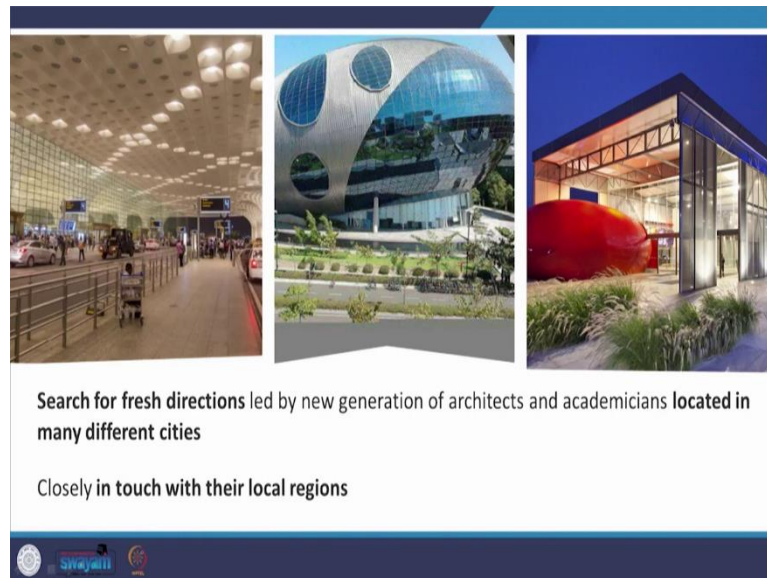 Search for fresh directions led by new generation of architects and academicians located in
many different cities
Closely in touch with their local regions
swayam